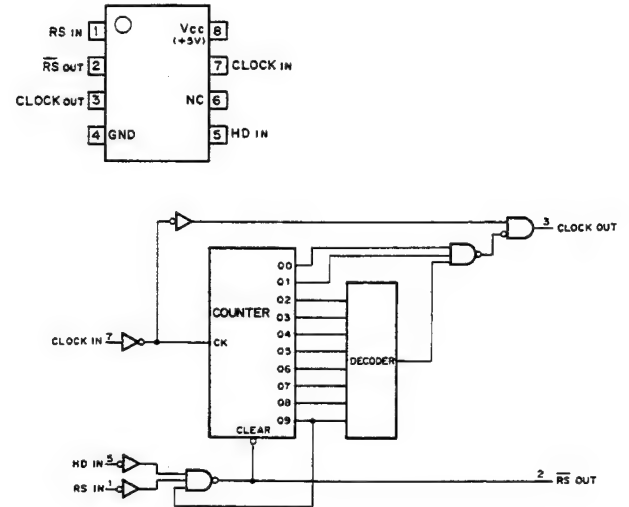 RS IN 1 Vcc 8
(+5V)
RS OUT 2 7 CLOCK IN
CLOCK OUT 3 NC 6
4 GND 5 HD IN
3 CLOCK OUT
Q0
Q1
COUNTER Q2
Q3
Q4
CLOCK IN 7 CK Q5 DECODER
Q6
Q7
Q8
Q9
CLEAR
HD IN 5
2 RS OUT
RS IN 1